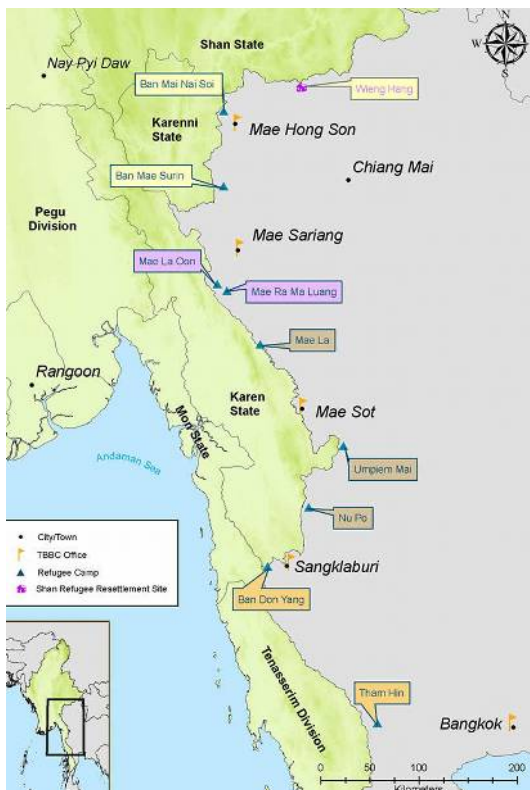 Shan State
N
W
E
S
Nay Pyi Daw
Ban Mai Nai Soi
Wieng Heng
Karenni
State
Mae Hong Son
Chiang Mai
Ban Mae Surin
Pegu
Division
Mae Sariang
Mae La Oon
Mae Ra Ma Luang
Mae La
Rangoon
Karen
State
Mae Sot
Mon State
Andaman Sea
Umpiem Mai
Nu Po
City/Town
TBBC Office
Refugee Camp
Shan Refugee Resettlement Site
Sangklaburi
Ban Don Yang
Tenasserim Division
Tham Hin
Bangkok
0 50 100 150 200
Kilometers